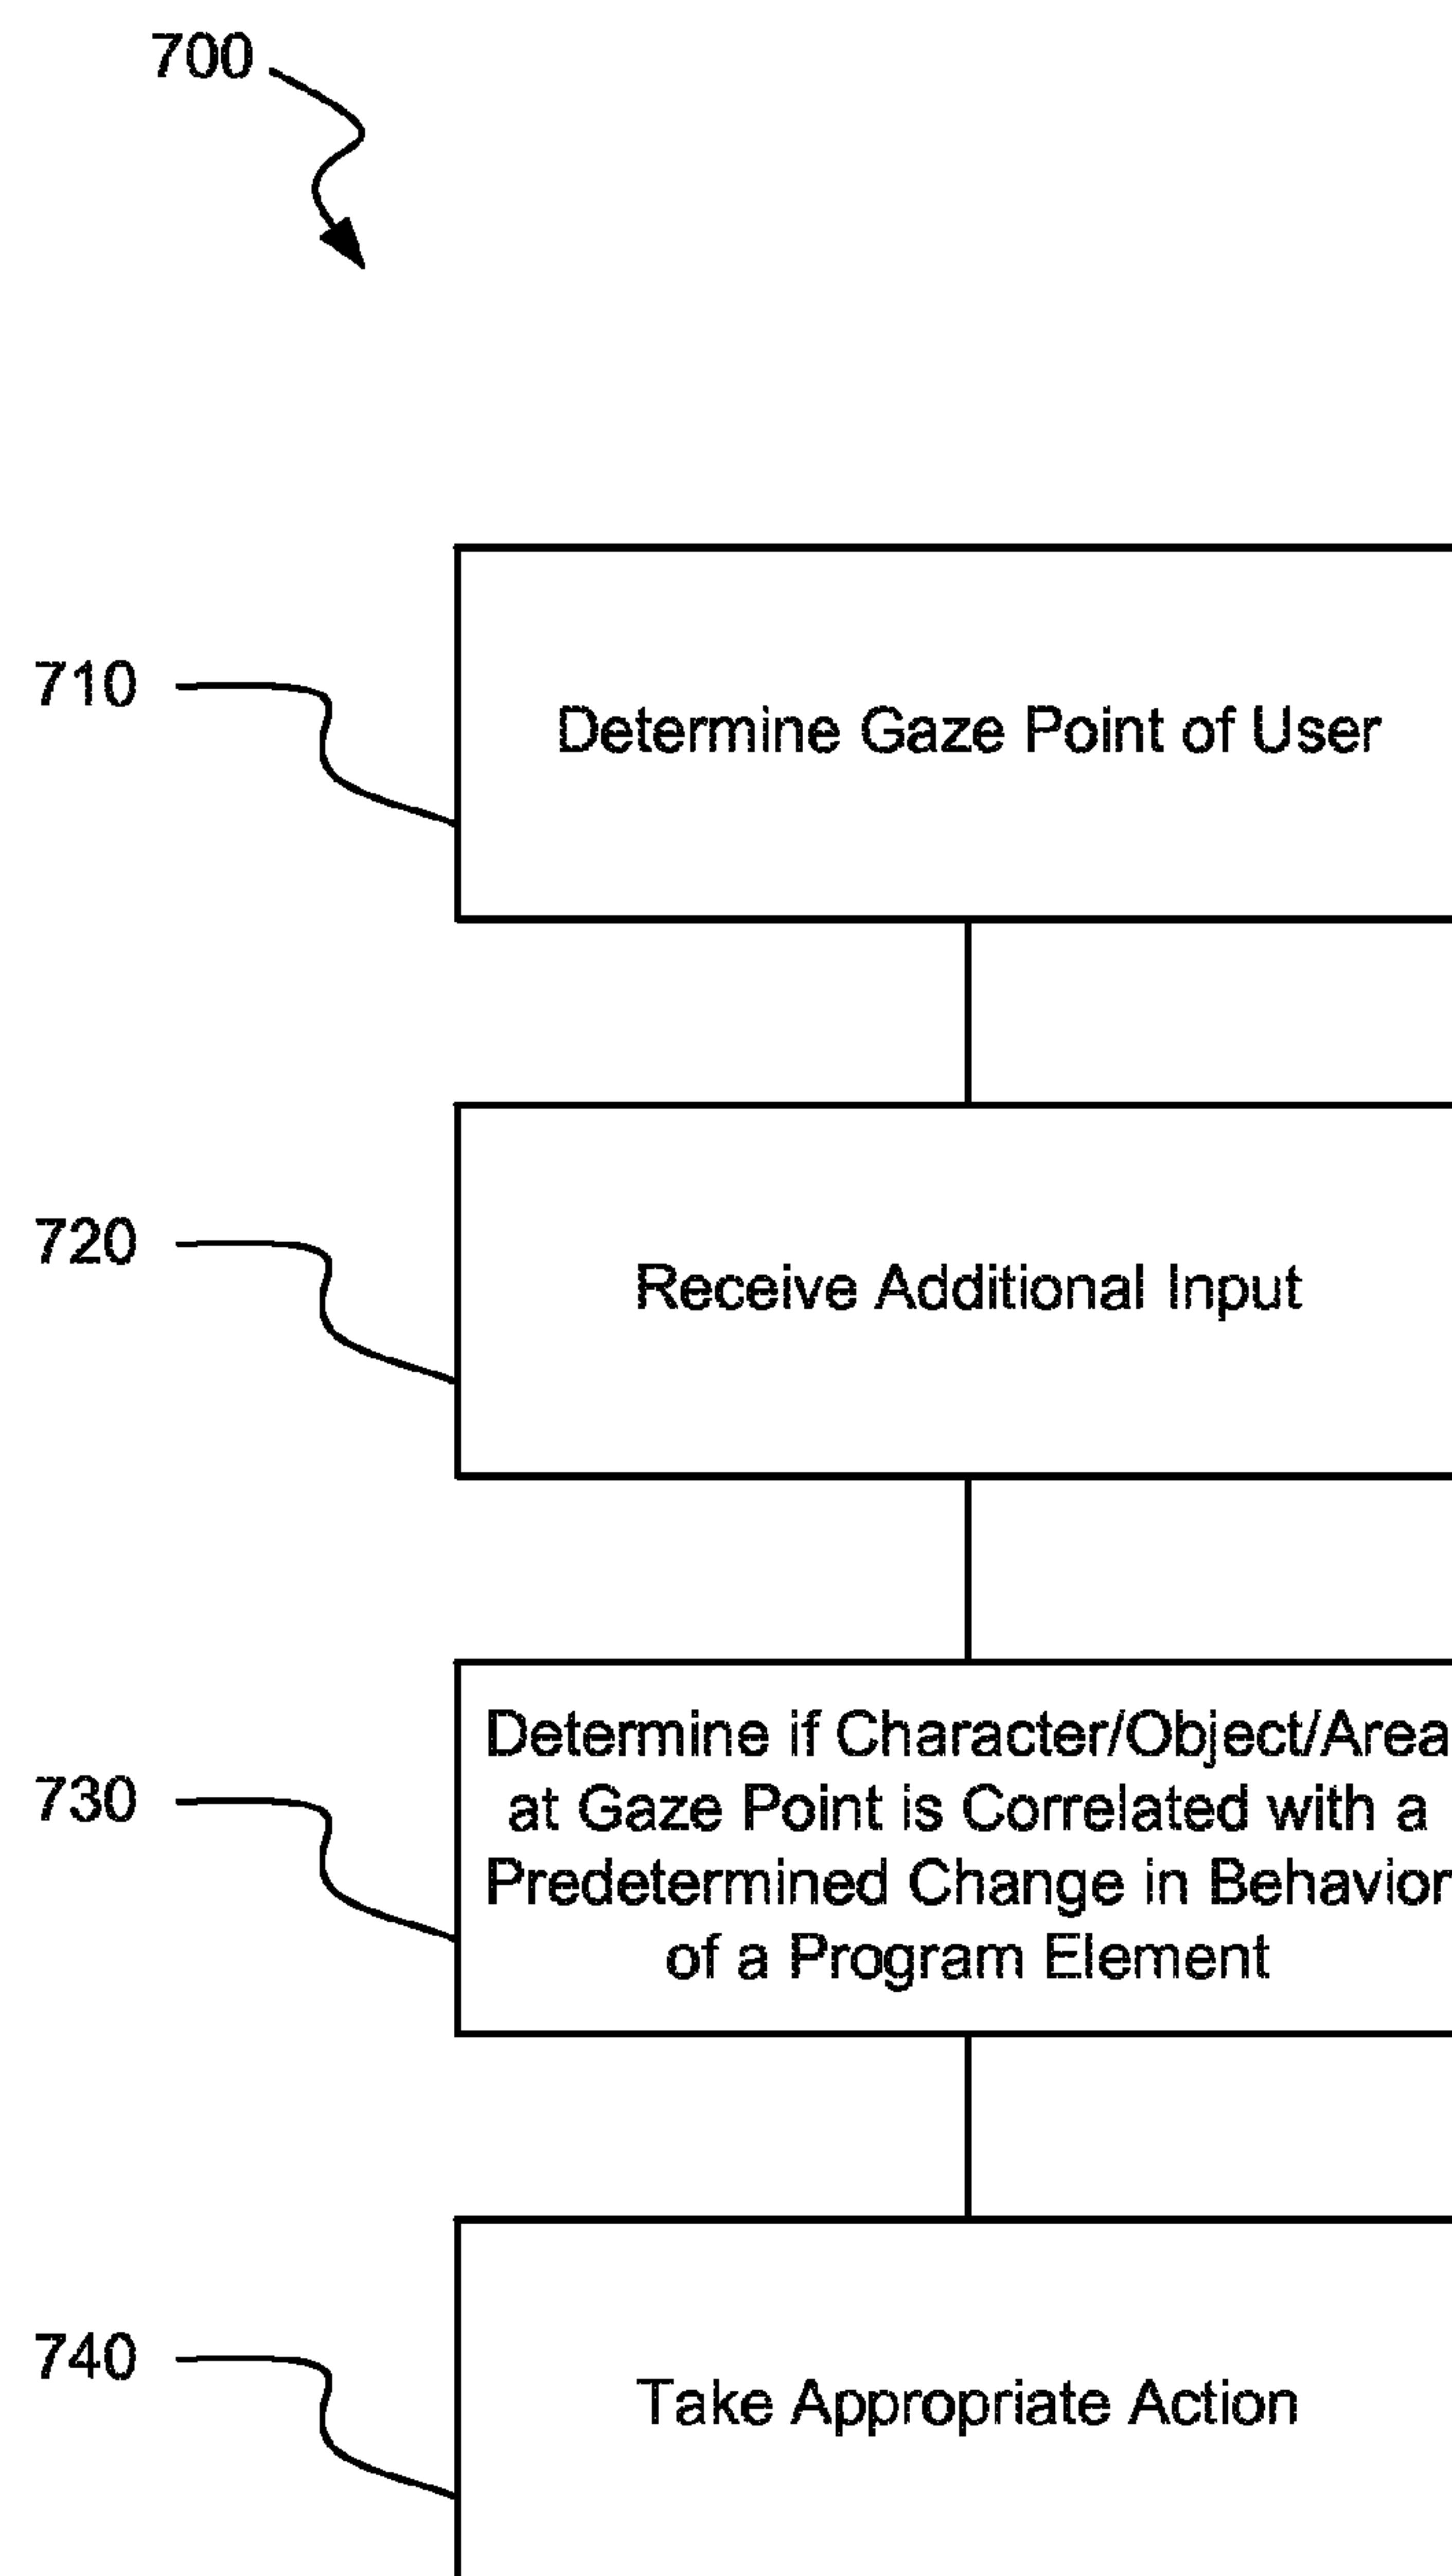 700
710
Determine Gaze Point of User
720
Receive Additional Input
730
Determine if Character/Object/Area
at Gaze Point is Correlated with a
Predetermined Change in Behavior
of a Program Element
740
Take Appropriate Action